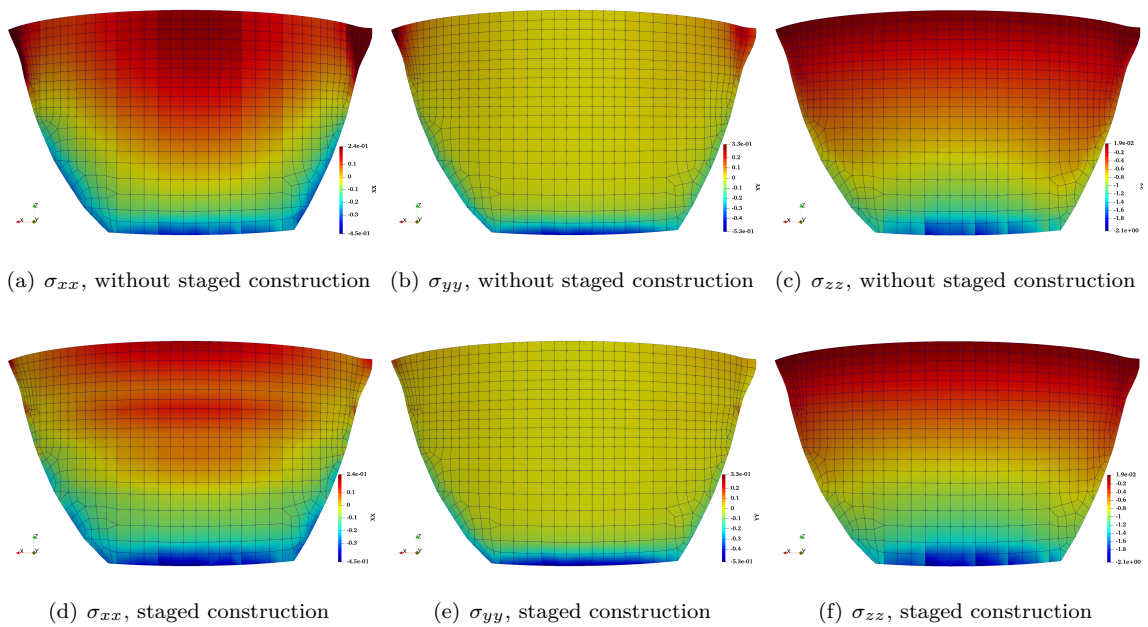 2.4e-01
0.1
0
-0.1
-0.2
-0.3
-4.5e-01
XX
3.3e-01
0.2
0.1
0
-0.1
-0.2
-0.3
-0.4
-5.3e-01
YY
1.9e-02
-0.2
-0.4
-0.6
-0.8
-1
-1.2
-1.4
-1.6
-1.8
-2.1e+00
ZZ
Z
X Y
Z
X Y
Z
X Y
(a) σxx, without staged construction
(b) σyy, without staged construction
(c) σzz, without staged construction
2.4e-01
0.1
0
-0.1
-0.2
-0.3
-4.5e-01
XX
3.3e-01
0.2
0.1
0
-0.1
-0.2
-0.3
-0.4
-5.3e-01
YY
1.9e-02
-0.2
-0.4
-0.6
-0.8
-1
-1.2
-1.4
-1.6
-1.8
-2.1e+00
ZZ
Z
X Y
Z
X Y
Z
X Y
(d) σxx, staged construction
(e) σyy, staged construction
(f) σzz, staged construction